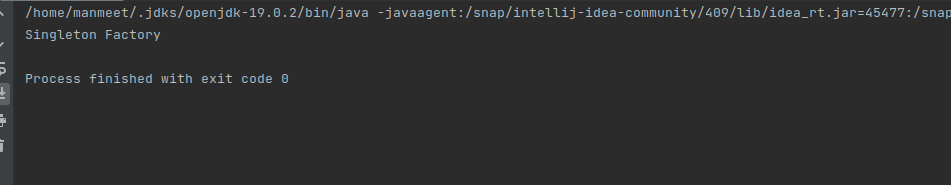 /home/manmeet/.jdks/openjdk-19.0.2/bin/java -javaagent:/snap/intellij-idea-community/409/lib/idea_rt.jar=45477:/snap
Singleton Factory
Process finished with exit code 0